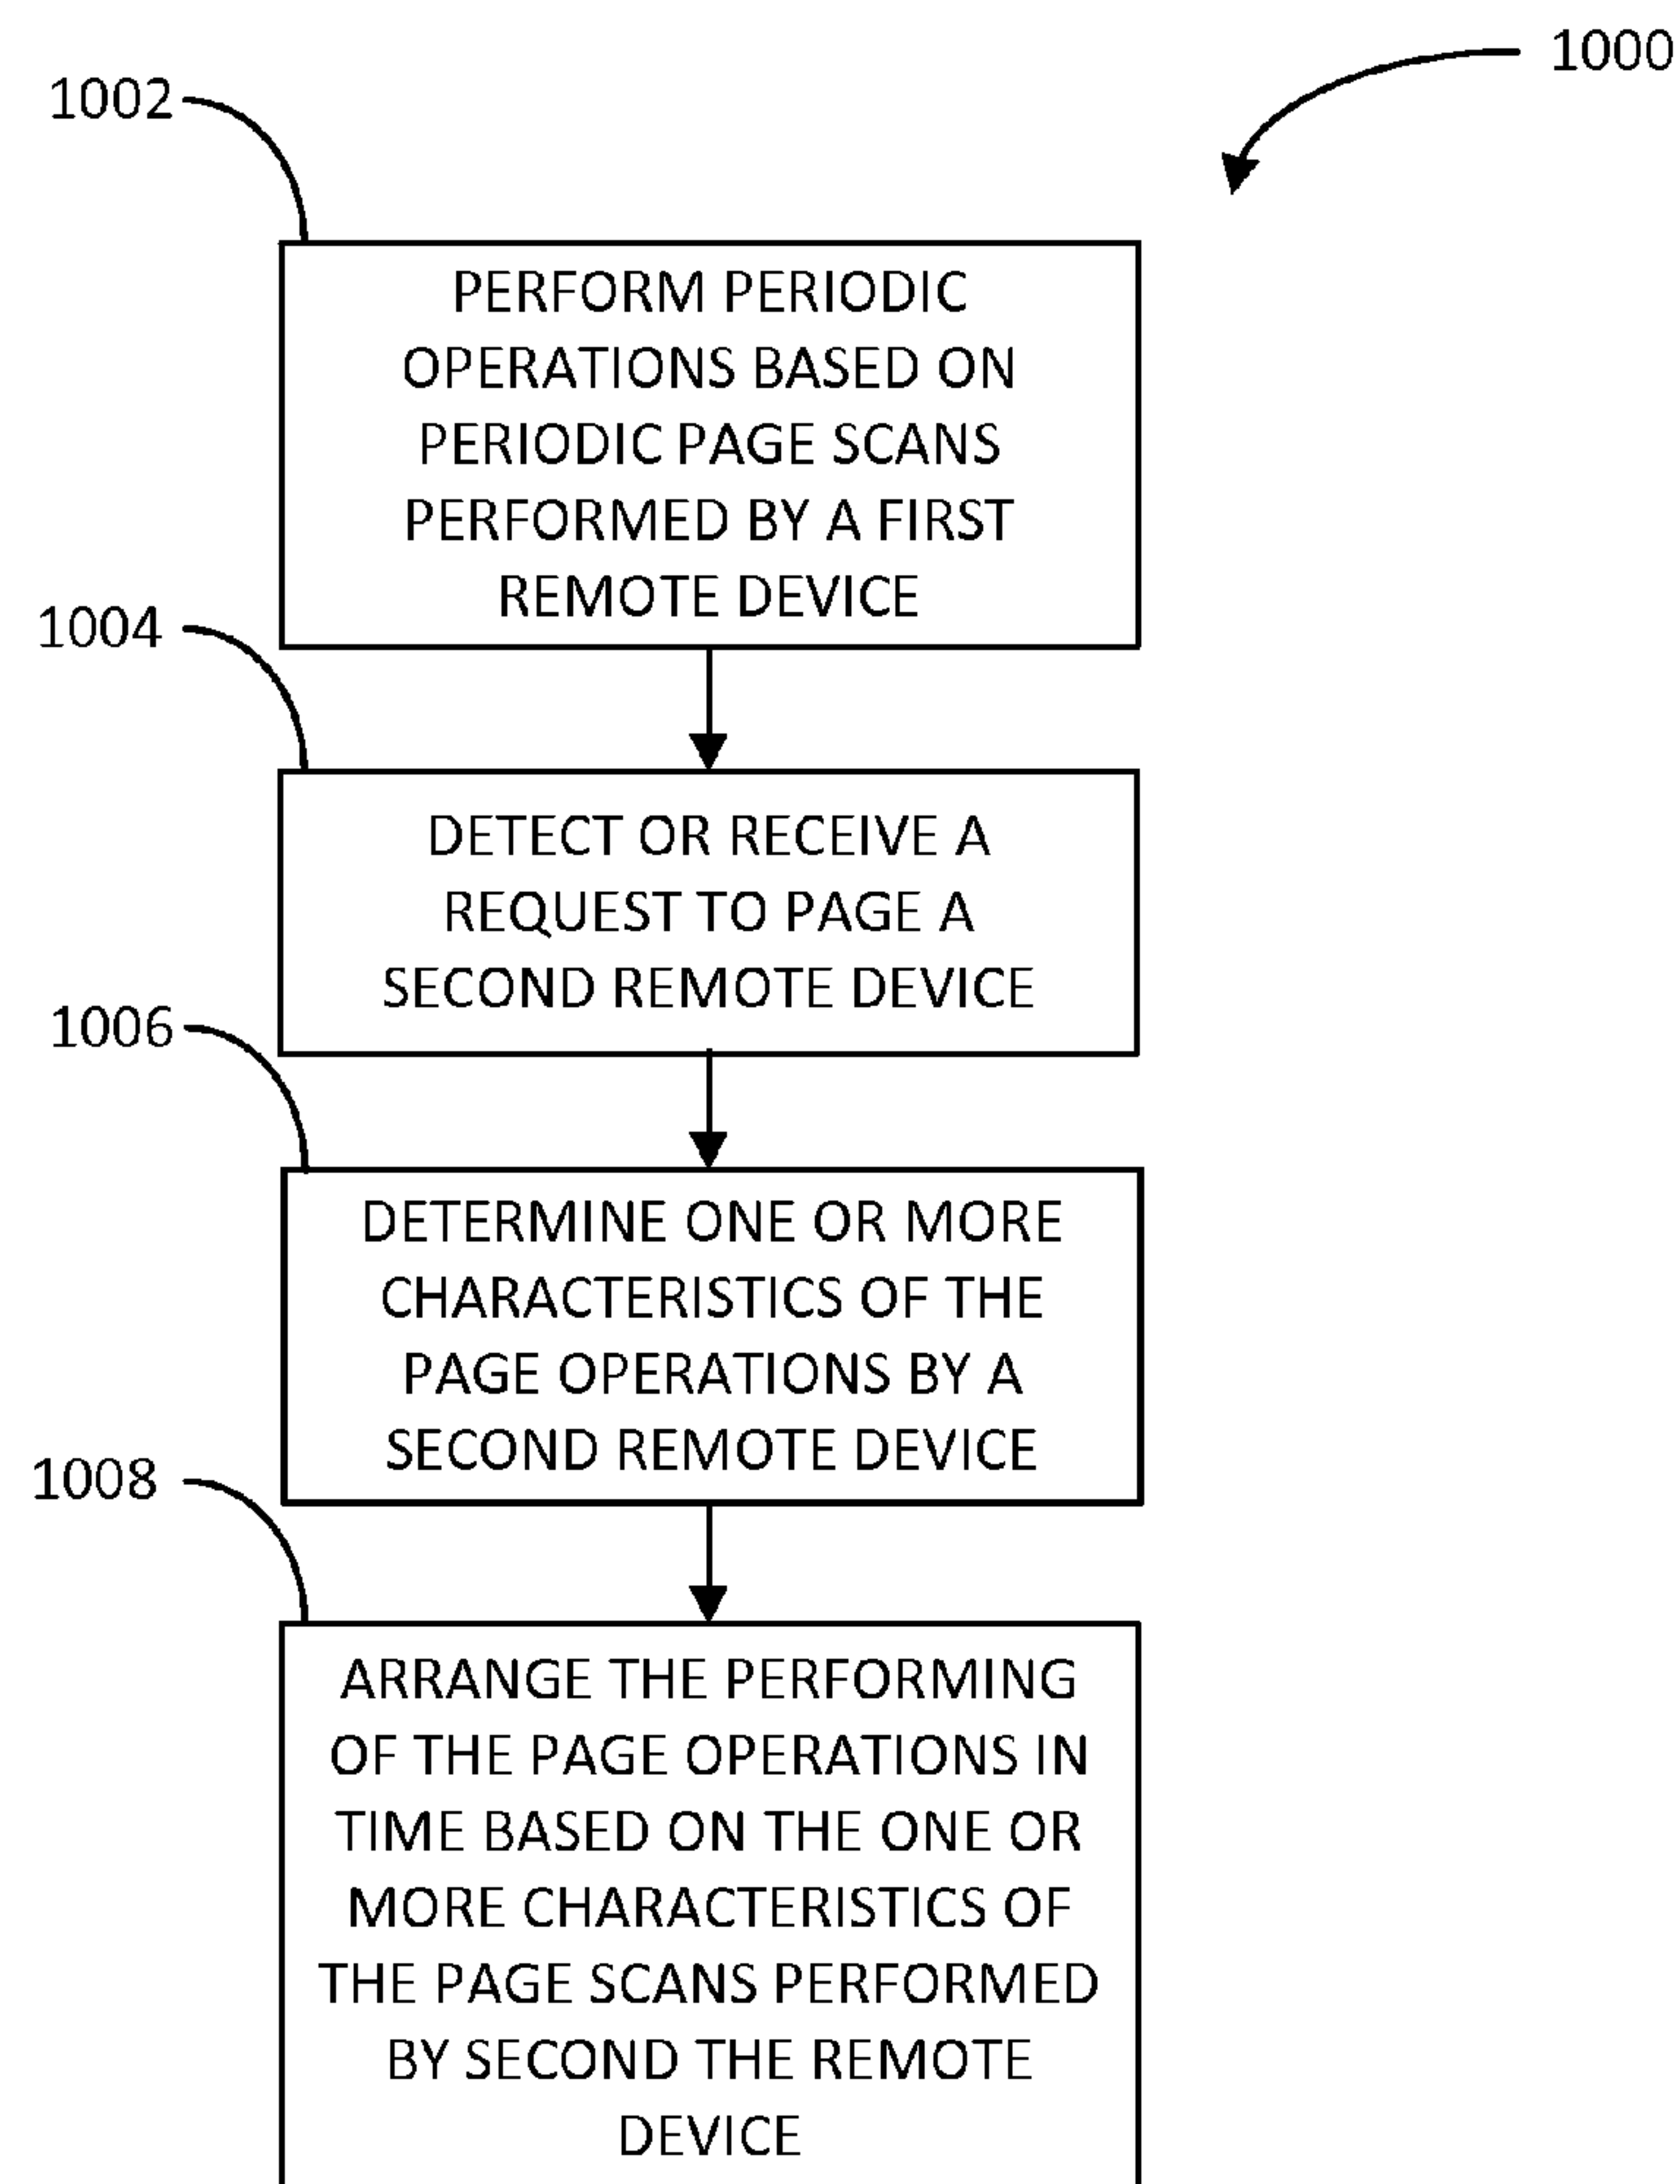 1000
1002
PERFORM PERIODIC
OPERATIONS BASED ON
PERIODIC PAGE SCANS
PERFORMED BY A FIRST
REMOTE DEVICE
1004
DETECT OR RECEIVE A
REQUEST TO PAGE A
SECOND REMOTE DEVICE
1006
DETERMINE ONE OR MORE
CHARACTERISTICS OF THE
PAGE OPERATIONS BY A
SECOND REMOTE DEVICE
1008
ARRANGE THE PERFORMING
OF THE PAGE OPERATIONS IN
TIME BASED ON THE ONE OR
MORE CHARACTERISTICS OF
THE PAGE SCANS PERFORMED
BY SECOND THE REMOTE
DEVICE